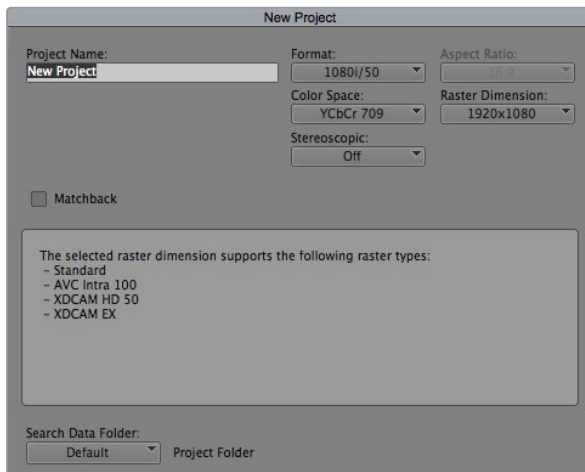 New Project
Project Name:
New Project
Format:
1080i/50
Aspect Ratio:
16:9
Color Space:
YCbCr 709
Raster Dimension:
1920x1080
Stereoscopic:
Off
Matchback
The selected raster dimension supports the following raster types:
- Standard
- AVC Intra 100
- XDCAM HD 50
- XDCAM EX
Search Data Folder:
Default
Project Folder